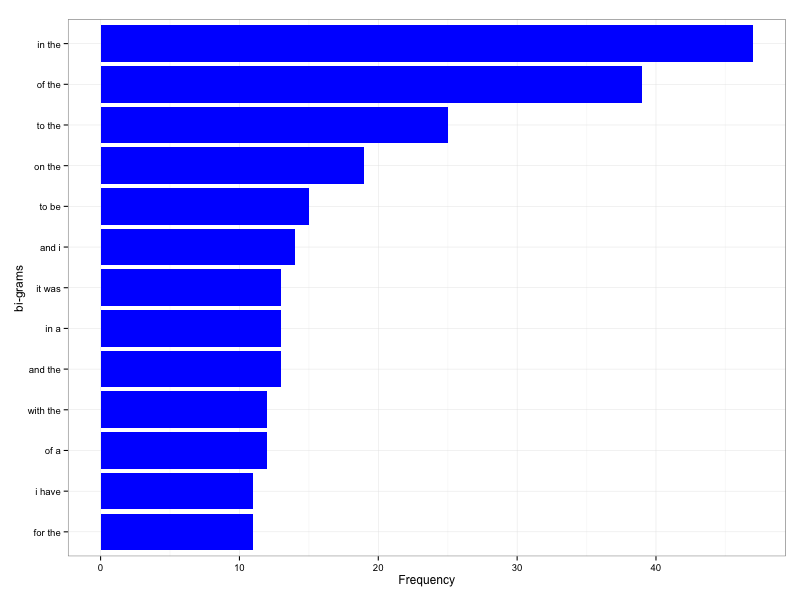 in the
of the
to the
on the
to be
and i
it was
in a
and the
with the
of a
i have
for the
bi-grams
0 10 20 30 40
Frequency